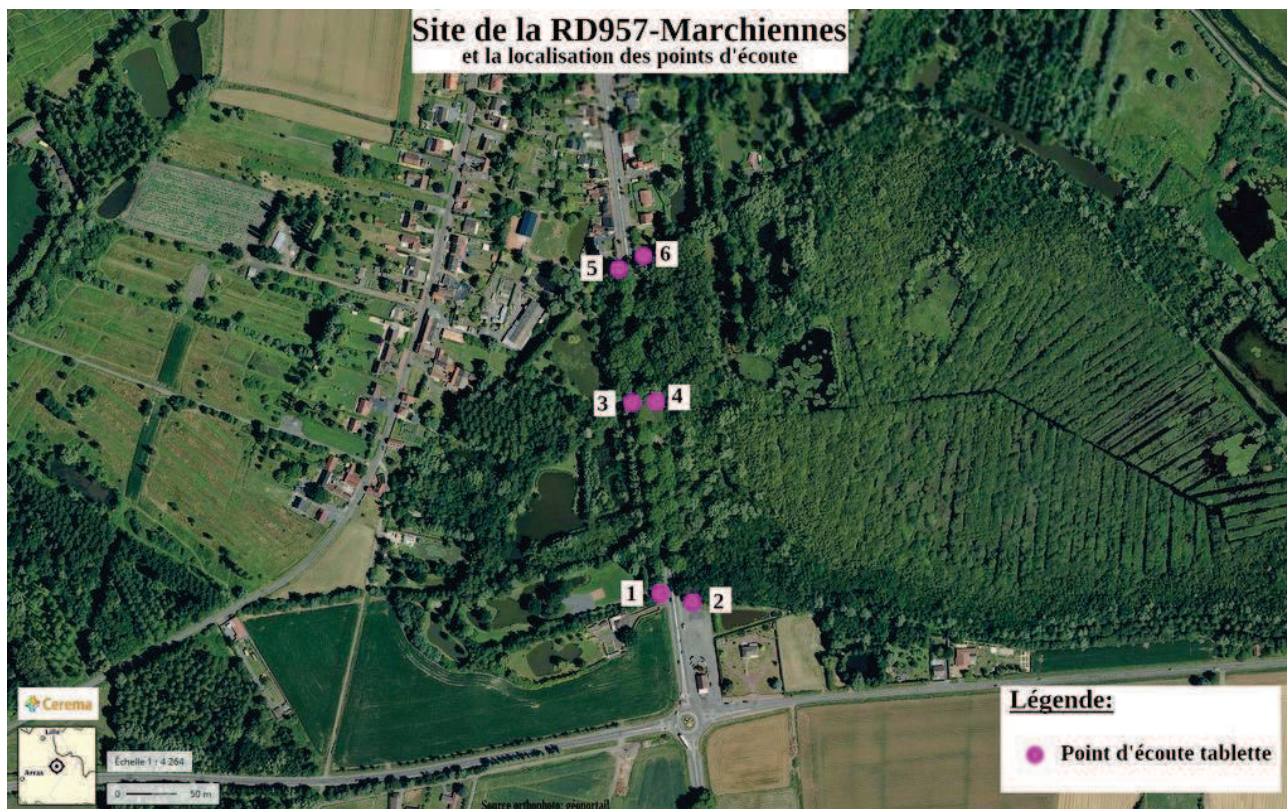 Site de la RD957-Marchiennes
et la localisation des points d'écoute
6
5
3
4
1
2
Cerema
Lille
Arras
Échelle 1 : 4 264
0
50 m
Source orthophoto: géoportail
Légende:
Point d'écoute tablette